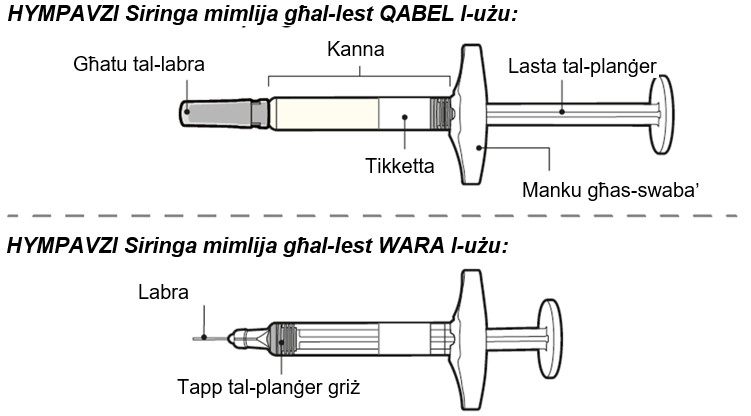 HYMPAVZI Siringa mimlija għal-lest QABEL l-użu:
Kanna
Għatu tal-labra
Lasta tal-planġer
Tikketta
Manku għas-swaba’
HYMPAVZI Siringa mimlija għal-lest WARA l-użu:
Labra
Tapp tal-planġer griż